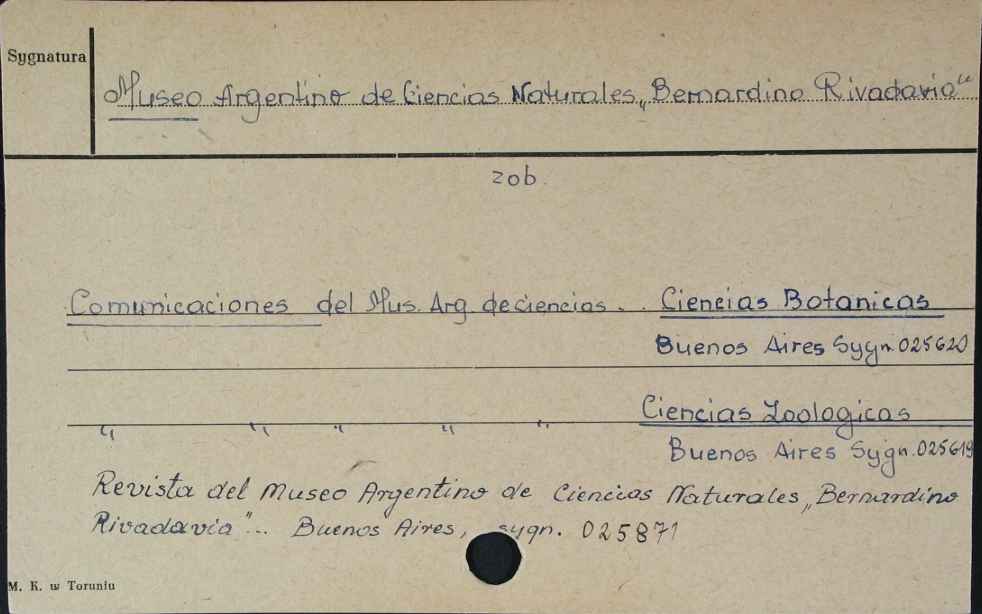 Sygnatura
Museo Argentino de Ciencias Naturales „Bernardino Rivadavia“
zob.
Comunicaciones del Mus. Arg. de ciencias.. Ciencias Botanicas
Buenos Aires Sygn. 025620
" " " " " Ciencias Zoologicas
Buenos Aires Sygn. 025619
Revista del Museo Argentino de Ciencias Naturales „Bernardino
Rivadavia"... Buenos Aires, sygn. 025871
M. K. w Toruniu